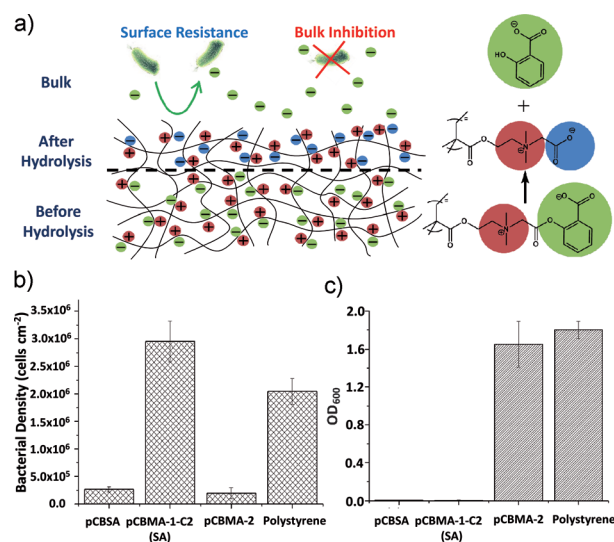 a)
Surface Resistance
Bulk Inhibition
Bulk
After Hydrolysis
Before Hydrolysis
⊖
O
O
HO
+
O
O
N
⊕
O
O
⊖
O
O
N
⊕
O
O
O
O
⊖
b)
Bacterial Density (cells cm⁻²)
3.5x10⁶
3.0x10⁶
2.5x10⁶
2.0x10⁶
1.5x10⁶
1.0x10⁶
5.0x10⁵
0.0
pCBSA pCBMA-1-C2 (SA) pCBMA-2 Polystyrene
c)
OD₆₀₀
2.0
1.6
1.2
0.8
0.4
0.0
pCBSA pCBMA-1-C2 (SA) pCBMA-2 Polystyrene